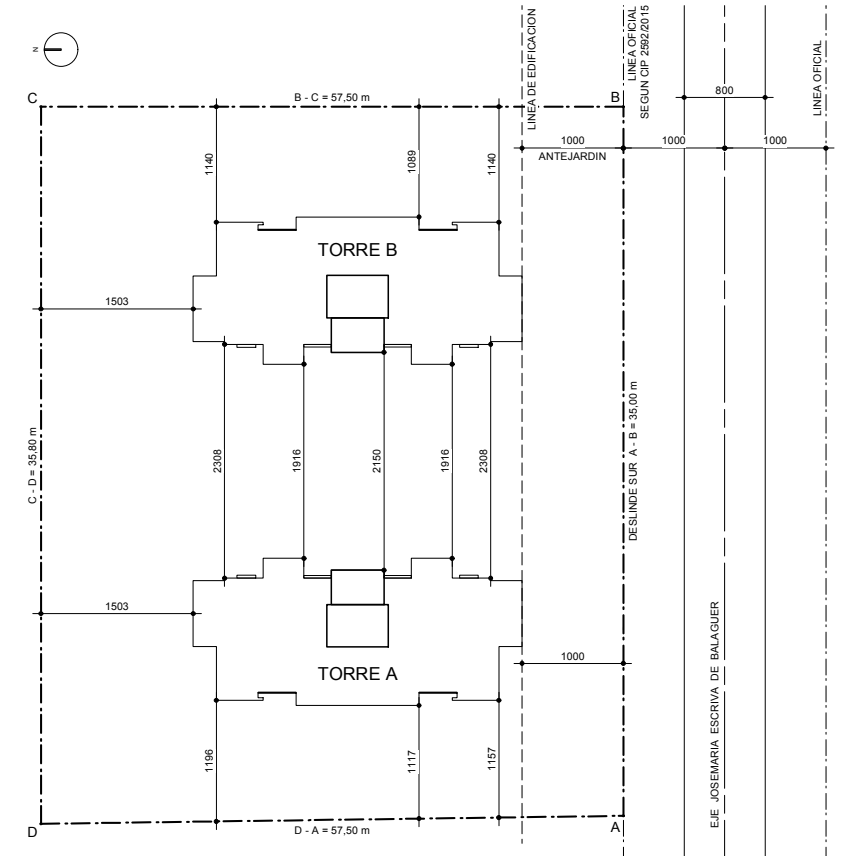 N
LINEA DE EDIFICACION
LINEA OFICIAL
SEGUN CIP 2592/2015
LINEA OFICIAL
C
B - C = 57,50 m
B
800
1000
1000
1000
ANTEJARDIN
1140
1089
1140
TORRE B
1503
C - D = 35,80 m
2308
1916
2150
1916
2308
DESLINDE SUR A - B = 35,00 m
1503
1000
TORRE A
EJE JOSEMARIA ESCRIVA DE BALAGUER
1196
1117
1157
D
D - A = 57,50 m
A